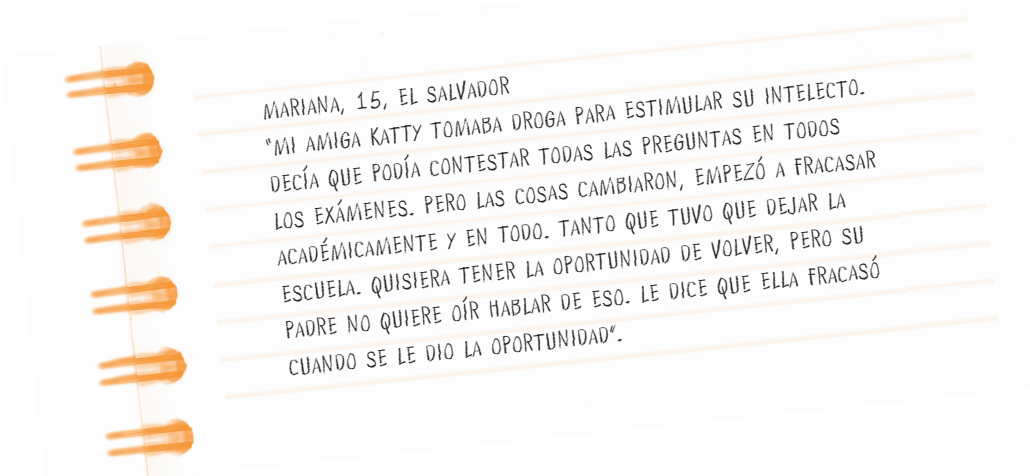 MARIANA, 15, EL SALVADOR
"MI AMIGA KATTY TOMABA DROGA PARA ESTIMULAR SU INTELECTO.
DECÍA QUE PODÍA CONTESTAR TODAS LAS PREGUNTAS EN TODOS
LOS EXÁMENES. PERO LAS COSAS CAMBIARON, EMPEZÓ A FRACASAR
ACADÉMICAMENTE Y EN TODO. TANTO QUE TUVO QUE DEJAR LA
ESCUELA. QUISIERA TENER LA OPORTUNIDAD DE VOLVER, PERO SU
PADRE NO QUIERE OÍR HABLAR DE ESO. LE DICE QUE ELLA FRACASÓ
CUANDO SE LE DIO LA OPORTUNIDAD".